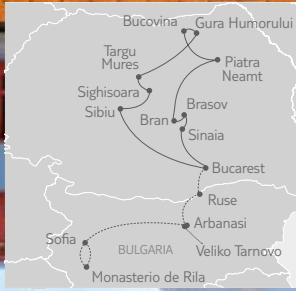 Bucovina
Gura Humorului
Targu
Mures
Piatra
Neamt
Sighisoara
Sibiu
Brasov
Bran
Sinaia
Bucarest
Ruse
Arbanasi
Sofia
BULGARIA
Veliko Tarnovo
Monasterio de Rila